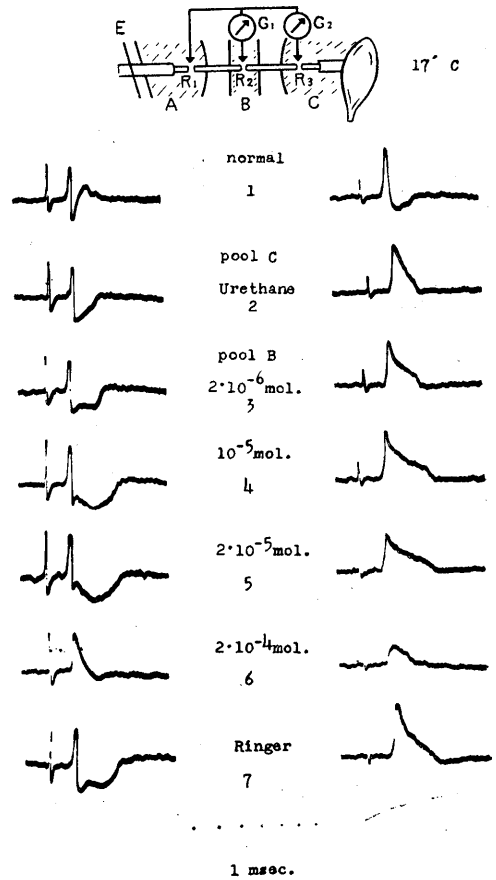 E
G₁ G₂
17° C
R₁ R₂ R₃
A B C
normal
1
pool C
Urethane
2
pool B
2·10⁻⁶mol.
3
10⁻⁵mol.
4
2·10⁻⁵mol.
5
2·10⁻⁴mol.
6
Ringer
7
1 msec.